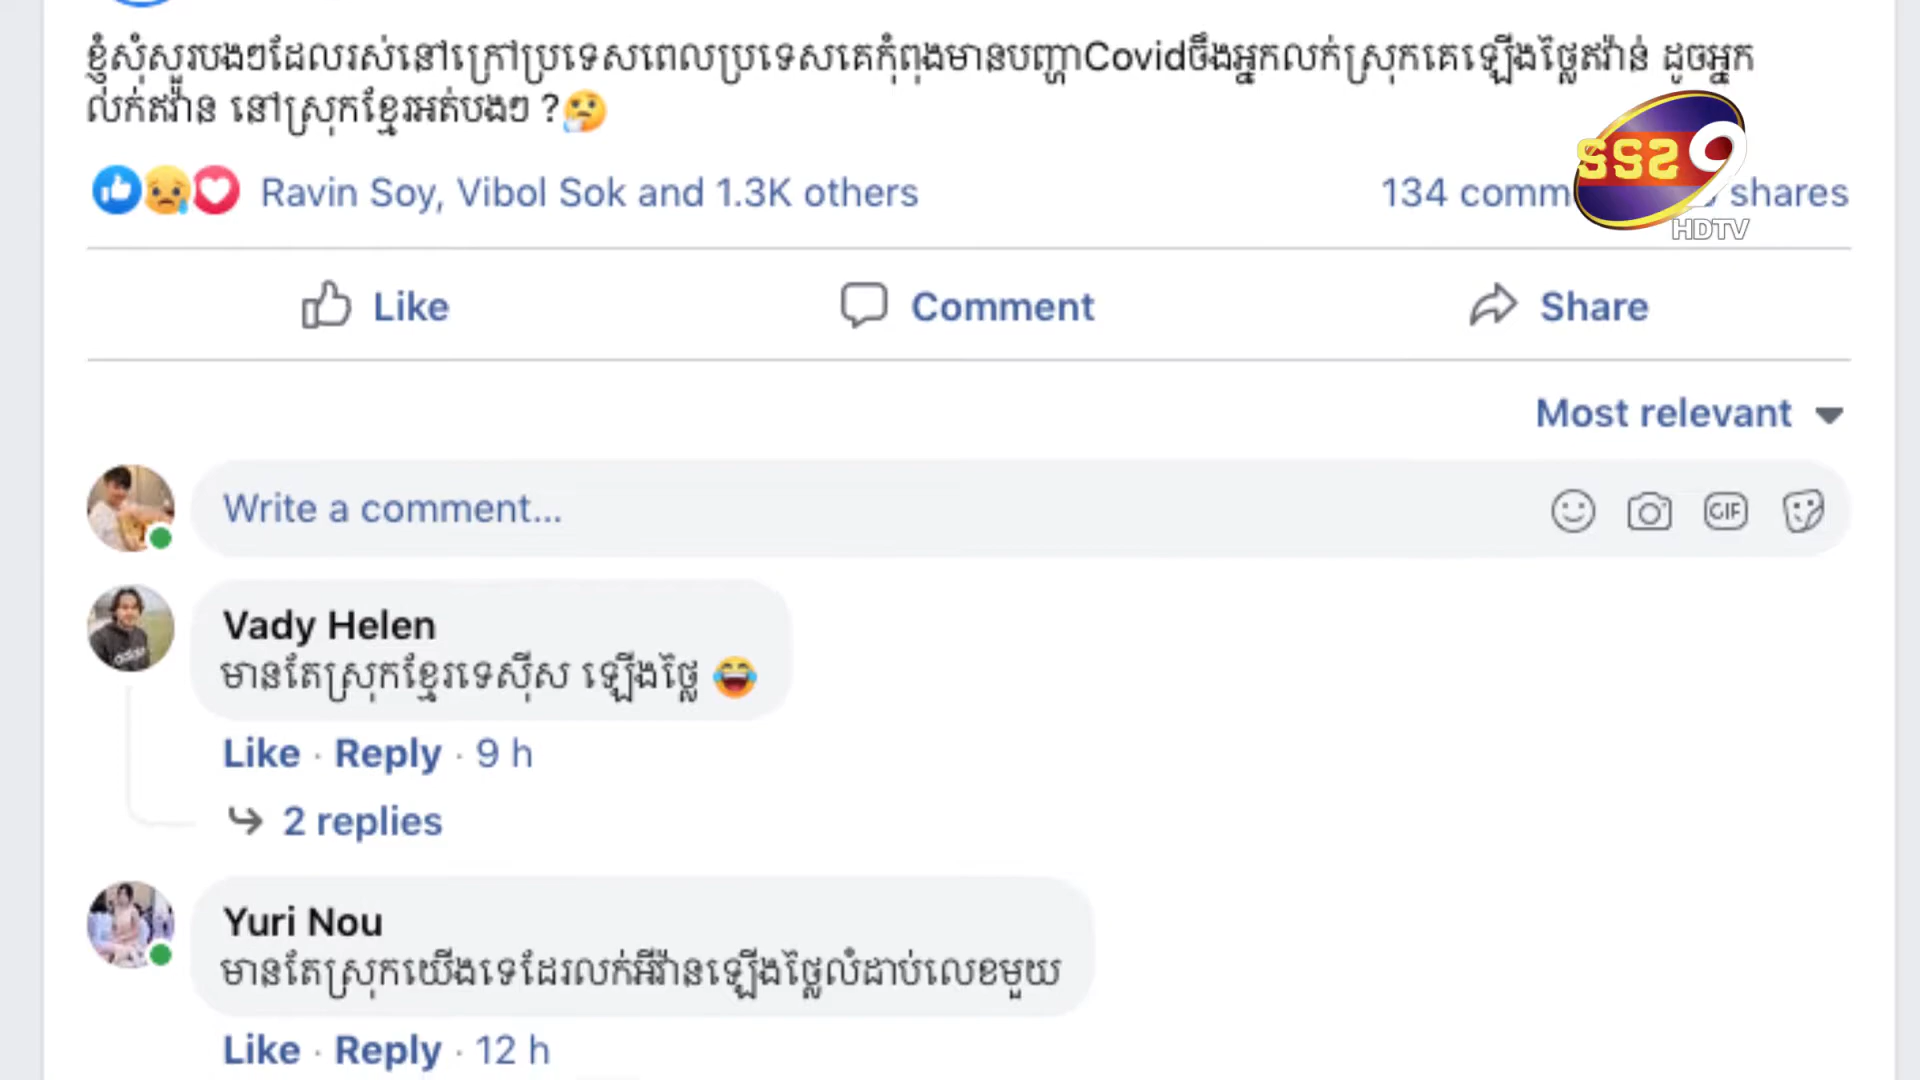 ខ្ញុំសុំសួរបងៗដែលរស់នៅក្រៅប្រទេសពេលប្រទេសគេកុំពុងមានបញ្ហាCovidចឹងអ្នកលក់ស្រុកគេឡើងថ្លៃឥវ៉ាន់ ដូចអ្នក
លក់ឥវ៉ាន នៅស្រុកខ្មែរអត់បងៗ ?🤔
Ravin Soy, Vibol Sok and 1.3K others
134 comm shares
ទទក 9
HDTV
Like Comment Share
Most relevant
Write a comment...
GIF
Vady Helen
មានតែស្រុកខ្មែរទេស៊ីស ឡើងថ្លៃ 😂
Like · Reply · 9 h
2 replies
Yuri Nou
មានតែស្រុកយើងទេដែរលក់អីវ៉ានឡើងថ្លៃលំដាប់លេខមួយ
Like · Reply · 12 h